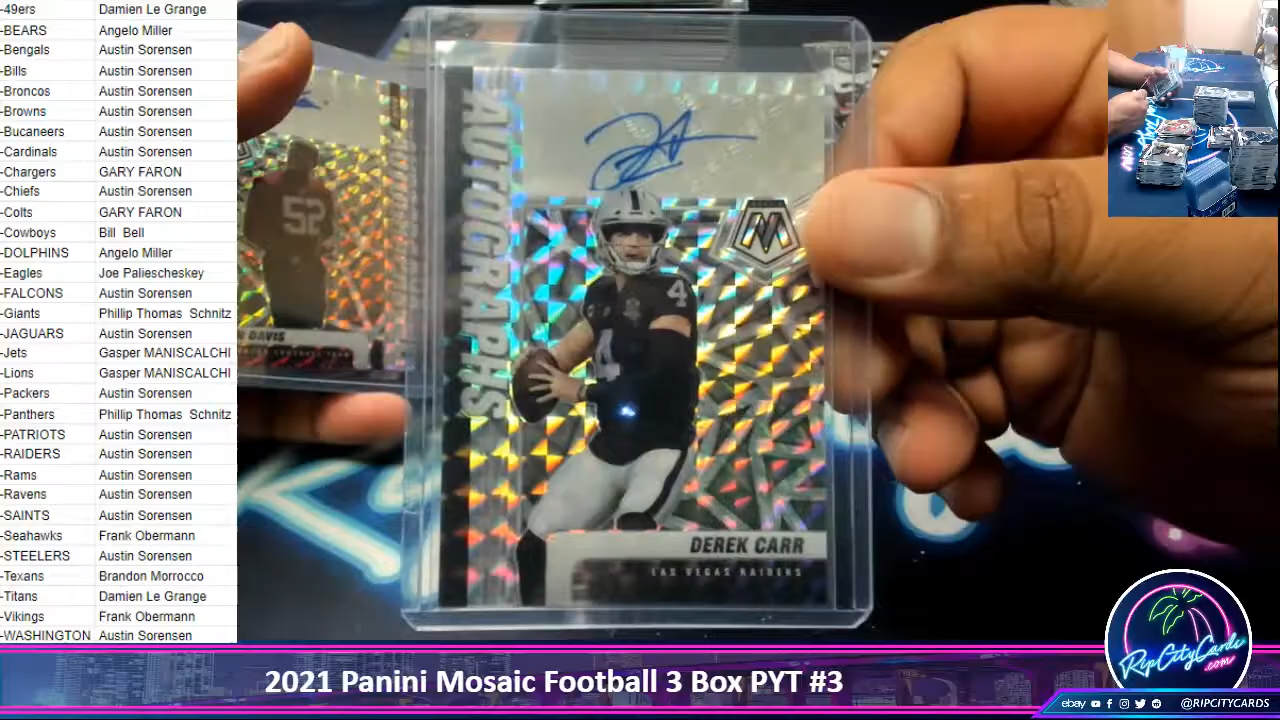 -49ers Damien Le Grange
-BEARS Angelo Miller
-Bengals Austin Sorensen
-Bills Austin Sorensen
-Broncos Austin Sorensen
-Browns Austin Sorensen
-Bucaneers Austin Sorensen
-Cardinals Austin Sorensen
-Chargers GARY FARON
-Chiefs Austin Sorensen
-Colts GARY FARON
-Cowboys Bill Bell
-DOLPHINS Angelo Miller
-Eagles Joe Paliescheskey
-FALCONS Austin Sorensen
-Giants Phillip Thomas Schnitz
-JAGUARS Austin Sorensen
-Jets Gasper MANISCALCHI
-Lions Gasper MANISCALCHI
-Packers Austin Sorensen
-Panthers Phillip Thomas Schnitz
-PATRIOTS Austin Sorensen
-RAIDERS Austin Sorensen
-Rams Austin Sorensen
-Ravens Austin Sorensen
-SAINTS Austin Sorensen
-Seahawks Frank Obermann
-STEELERS Austin Sorensen
-Texans Brandon Morrocco
-Titans Damien Le Grange
-Vikings Frank Obermann
-WASHINGTON Austin Sorensen
52
DAVIS
AUTOGRAPHS
M
4
4
DEREK CARR
LAS VEGAS RAIDERS
RipCityCards
.com
2021 Panini Mosaic Football 3 Box PYT #3
ebay @RIPCITYCARDS